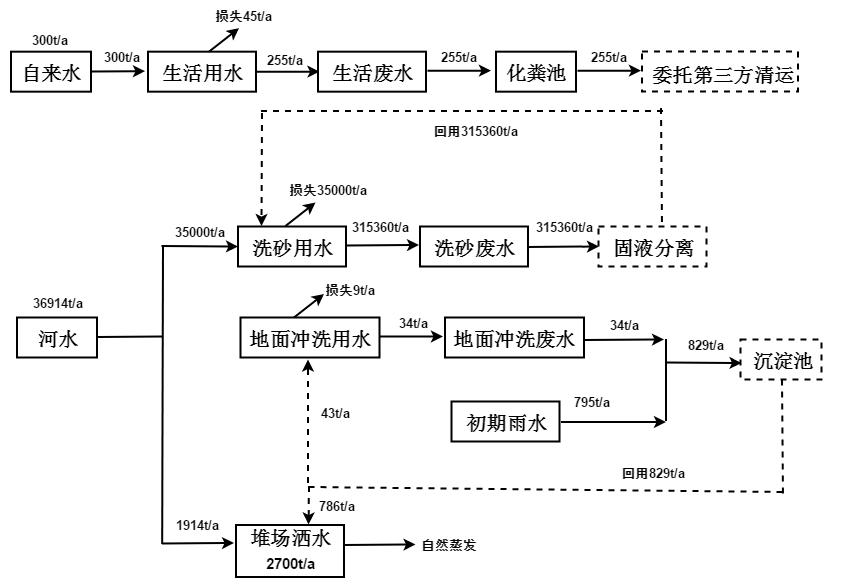 损失45t/a
300t/a
300t/a
255t/a
255t/a
255t/a
自来水
生活用水
生活废水
化粪池
委托第三方清运
回用315360t/a
损失35000t/a
35000t/a
315360t/a
315360t/a
洗砂用水
洗砂废水
固液分离
36914t/a
损失9t/a
34t/a
34t/a
河水
地面冲洗用水
地面冲洗废水
829t/a
沉淀池
43t/a
795t/a
初期雨水
回用829t/a
786t/a
1914t/a
堆场洒水
2700t/a
自然蒸发